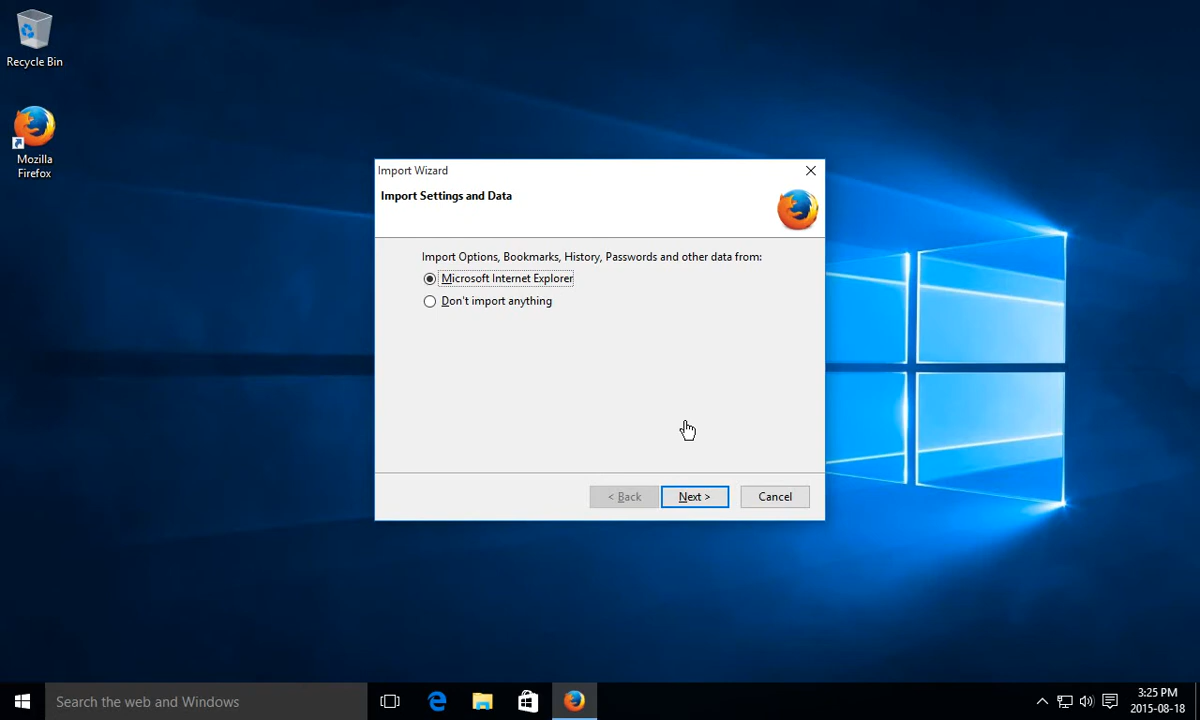 Recycle Bin
Mozilla
Firefox
Import Wizard
Import Settings and Data
Import Options, Bookmarks, History, Passwords and other data from:
Microsoft Internet Explorer
Don't import anything
< Back
Next >
Cancel
Search the web and Windows
3:25 PM
2015-08-18